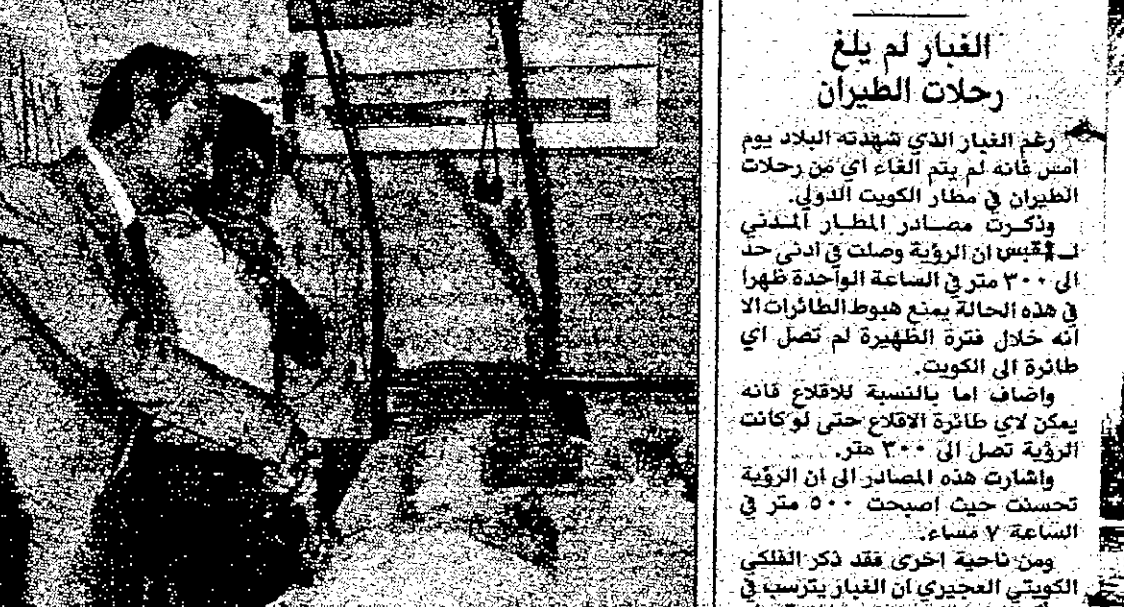 الغبار لم يلغ
رحلات الطيران
رغم الغبار الذي شهدته البلاد يوم
امس فانه لم يتم الغاء اي من رحلات
الطيران في مطار الكويت الدولي.
وذكرت مصادر المطار المدني
لـ القبس ان الرؤية وصلت في ادنى حد
الى ٣٠٠ متر في الساعة الواحدة ظهرا
في هذه الحالة يمنع هبوط الطائرات الا
انه خلال فترة الظهيرة لم تصل اي
طائرة الى الكويت.
واضاف اما بالنسبة للاقلاع فانه
يمكن لاي طائرة الاقلاع حتى لو كانت
الرؤية تصل الى ٣٠٠ متر.
واشارت هذه المصادر الى ان الرؤية
تحسنت حيث اصبحت ٥٠٠ متر في
الساعة ٧ مساء.
ومن ناحية اخرى فقد ذكر الفلكي
الكويتي العجيري ان الغبار يترسب في